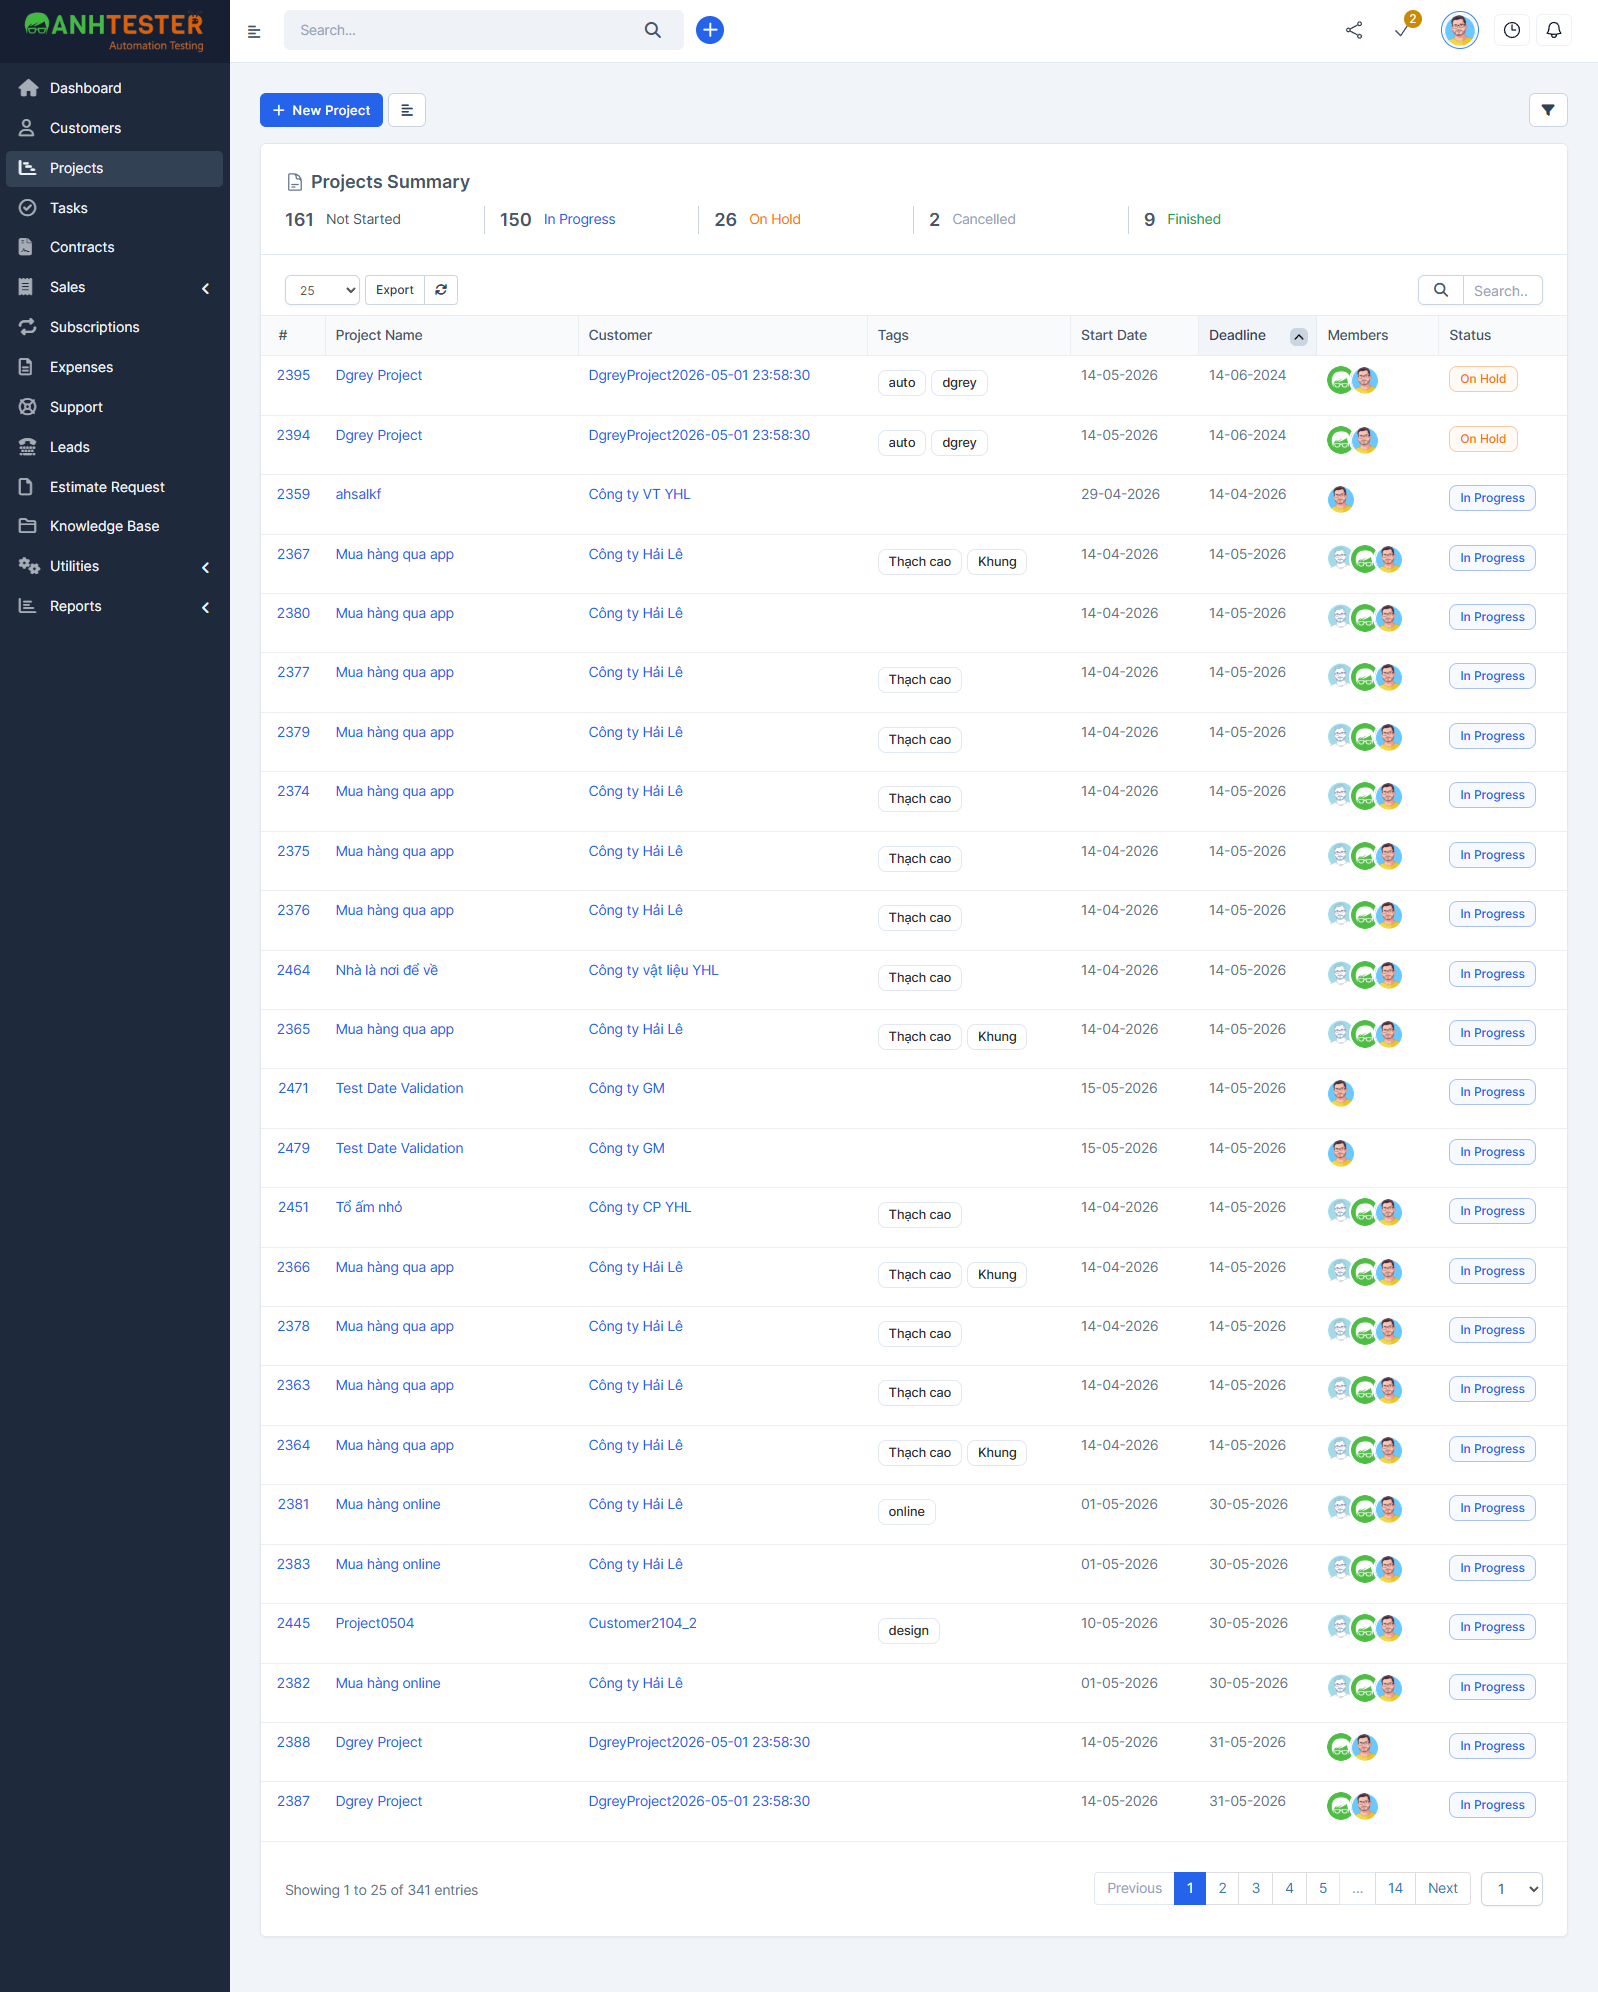 ANHTESTER
Automation Testing
Search...
2
Dashboard
Customers
Projects
Tasks
Contracts
Sales
Subscriptions
Expenses
Support
Leads
Estimate Request
Knowledge Base
Utilities
Reports
New Project
Projects Summary
161 Not Started 150 In Progress 26 On Hold 2 Cancelled 9 Finished
25 Export Search..
# Project Name Customer Tags Start Date Deadline Members Status
2395 Dgrey Project DgreyProject2026-05-01 23:58:30 auto dgrey 14-05-2026 14-06-2024 On Hold
2394 Dgrey Project DgreyProject2026-05-01 23:58:30 auto dgrey 14-05-2026 14-06-2024 On Hold
2359 ahsalkf Công ty VT YHL 29-04-2026 14-04-2026 In Progress
2367 Mua hàng qua app Công ty Hải Lê Thạch cao Khung 14-04-2026 14-05-2026 In Progress
2380 Mua hàng qua app Công ty Hải Lê 14-04-2026 14-05-2026 In Progress
2377 Mua hàng qua app Công ty Hải Lê Thạch cao 14-04-2026 14-05-2026 In Progress
2379 Mua hàng qua app Công ty Hải Lê Thạch cao 14-04-2026 14-05-2026 In Progress
2374 Mua hàng qua app Công ty Hải Lê Thạch cao 14-04-2026 14-05-2026 In Progress
2375 Mua hàng qua app Công ty Hải Lê Thạch cao 14-04-2026 14-05-2026 In Progress
2376 Mua hàng qua app Công ty Hải Lê Thạch cao 14-04-2026 14-05-2026 In Progress
2464 Nhà là nơi để về Công ty vật liệu YHL Thạch cao 14-04-2026 14-05-2026 In Progress
2365 Mua hàng qua app Công ty Hải Lê Thạch cao Khung 14-04-2026 14-05-2026 In Progress
2471 Test Date Validation Công ty GM 15-05-2026 14-05-2026 In Progress
2479 Test Date Validation Công ty GM 15-05-2026 14-05-2026 In Progress
2451 Tổ ấm nhỏ Công ty CP YHL Thạch cao 14-04-2026 14-05-2026 In Progress
2366 Mua hàng qua app Công ty Hải Lê Thạch cao Khung 14-04-2026 14-05-2026 In Progress
2378 Mua hàng qua app Công ty Hải Lê Thạch cao 14-04-2026 14-05-2026 In Progress
2363 Mua hàng qua app Công ty Hải Lê Thạch cao 14-04-2026 14-05-2026 In Progress
2364 Mua hàng qua app Công ty Hải Lê Thạch cao Khung 14-04-2026 14-05-2026 In Progress
2381 Mua hàng online Công ty Hải Lê online 01-05-2026 30-05-2026 In Progress
2383 Mua hàng online Công ty Hải Lê 01-05-2026 30-05-2026 In Progress
2445 Project0504 Customer2104_2 design 10-05-2026 30-05-2026 In Progress
2382 Mua hàng online Công ty Hải Lê 01-05-2026 30-05-2026 In Progress
2388 Dgrey Project DgreyProject2026-05-01 23:58:30 14-05-2026 31-05-2026 In Progress
2387 Dgrey Project DgreyProject2026-05-01 23:58:30 14-05-2026 31-05-2026 In Progress
Showing 1 to 25 of 341 entries
Previous 1 2 3 4 5 ... 14 Next 1